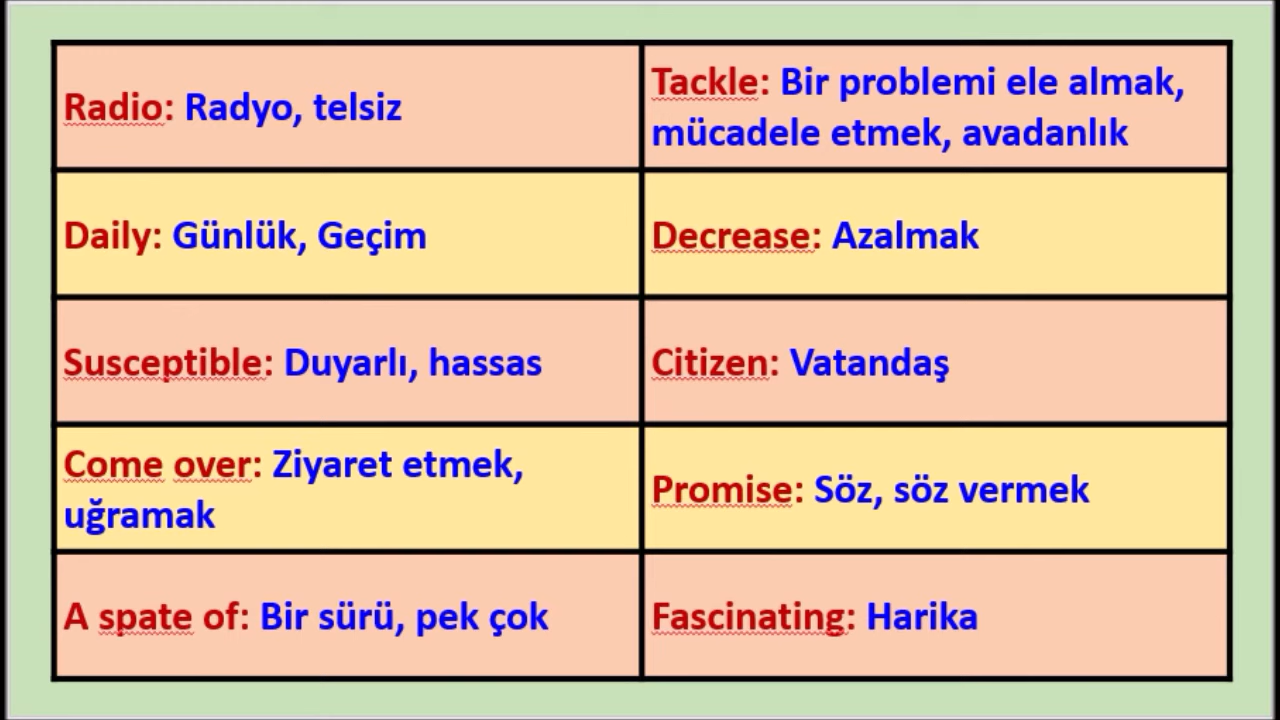 Radio: Radyo, telsiz
Tackle: Bir problemi ele almak,
mücadele etmek, avadanlık
Daily: Günlük, Geçim
Decrease: Azalmak
Susceptible: Duyarlı, hassas
Citizen: Vatandaş
Come over: Ziyaret etmek,
uğramak
Promise: Söz, söz vermek
A spate of: Bir sürü, pek çok
Fascinating: Harika